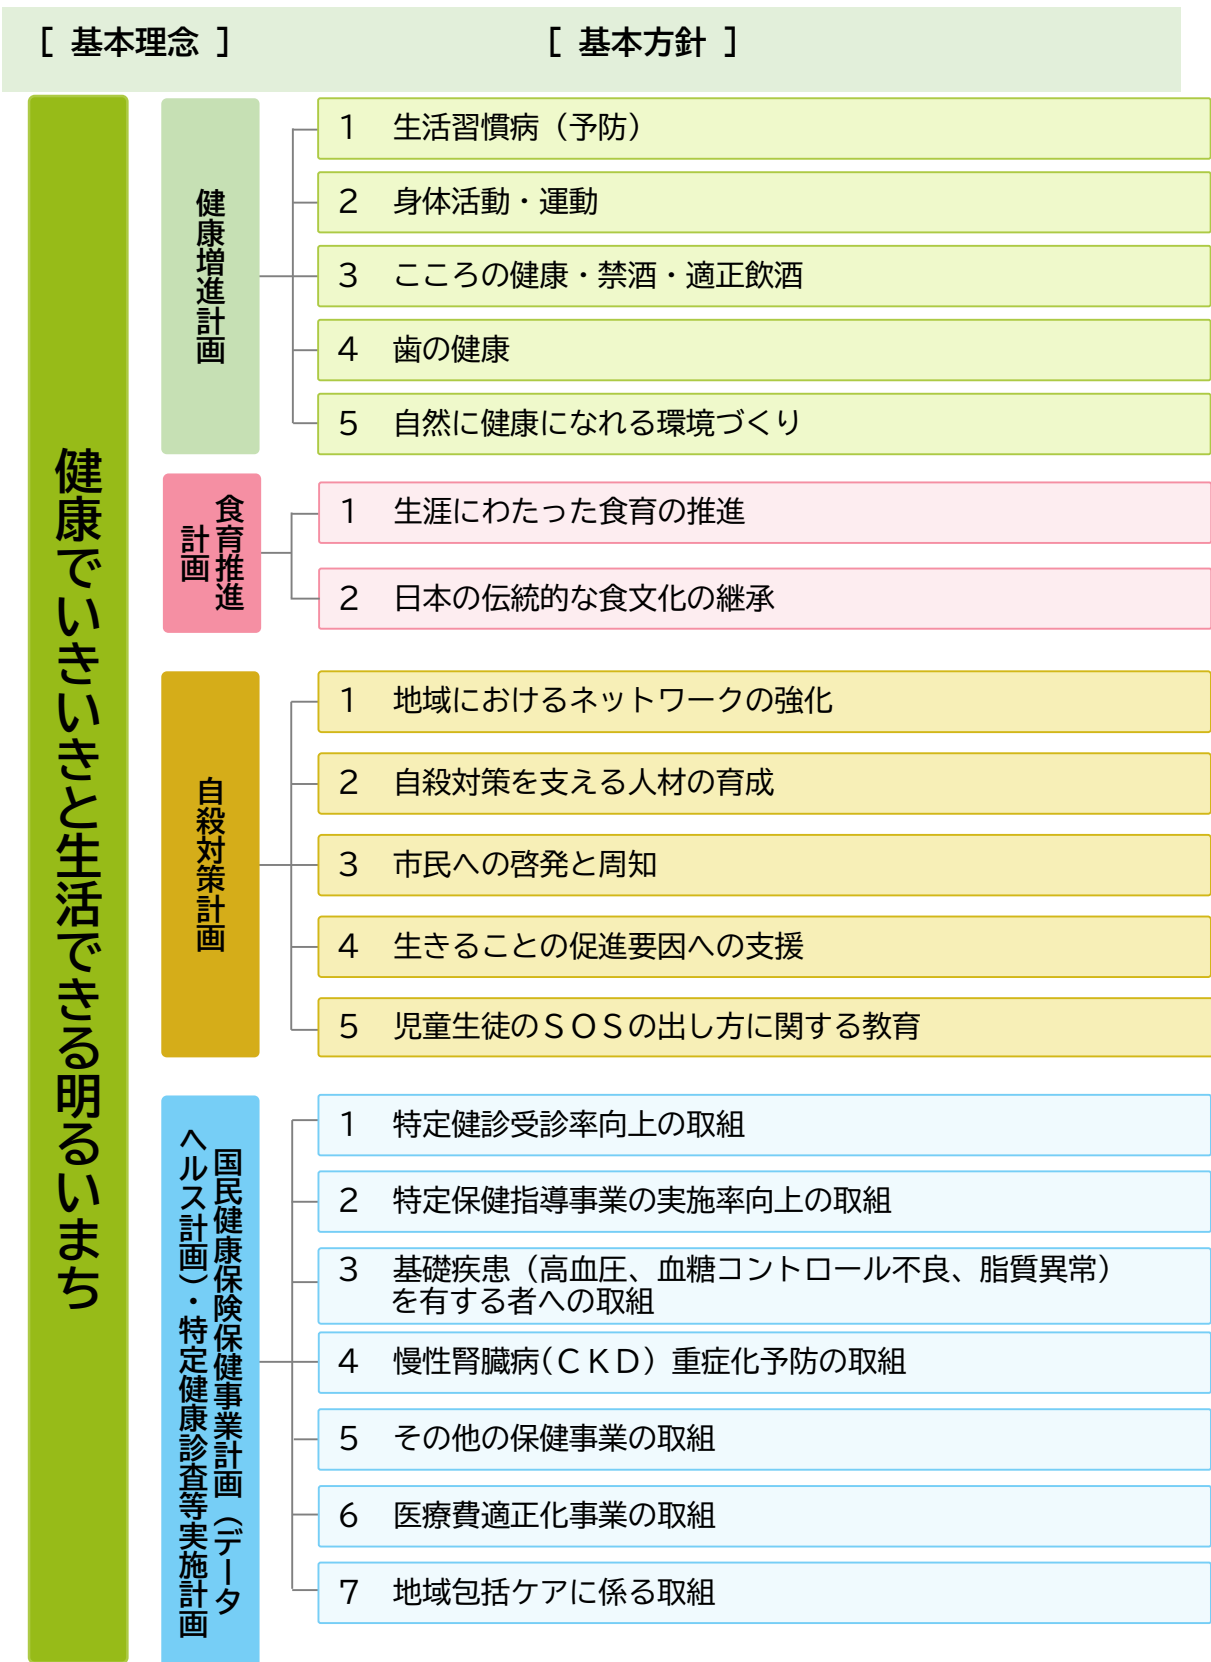 ［ 基本理念 ］
［ 基本方針 ］
健康でいきいきと生活できる明るいまち
健康増進計画
1 生活習慣病（予防）
2 身体活動・運動
3 こころの健康・禁酒・適正飲酒
4 歯の健康
5 自然に健康になれる環境づくり
食育推進
計画
1 生涯にわたった食育の推進
2 日本の伝統的な食文化の継承
自殺対策計画
1 地域におけるネットワークの強化
2 自殺対策を支える人材の育成
3 市民への啓発と周知
4 生きることの促進要因への支援
5 児童生徒のＳＯＳの出し方に関する教育
国民健康保険保健事業計画（データ
ヘルス計画）・特定健康診査等実施計画
1 特定健診受診率向上の取組
2 特定保健指導事業の実施率向上の取組
3 基礎疾患（高血圧、血糖コントロール不良、脂質異常）
を有する者への取組
4 慢性腎臓病(ＣＫＤ）重症化予防の取組
5 その他の保健事業の取組
6 医療費適正化事業の取組
7 地域包括ケアに係る取組